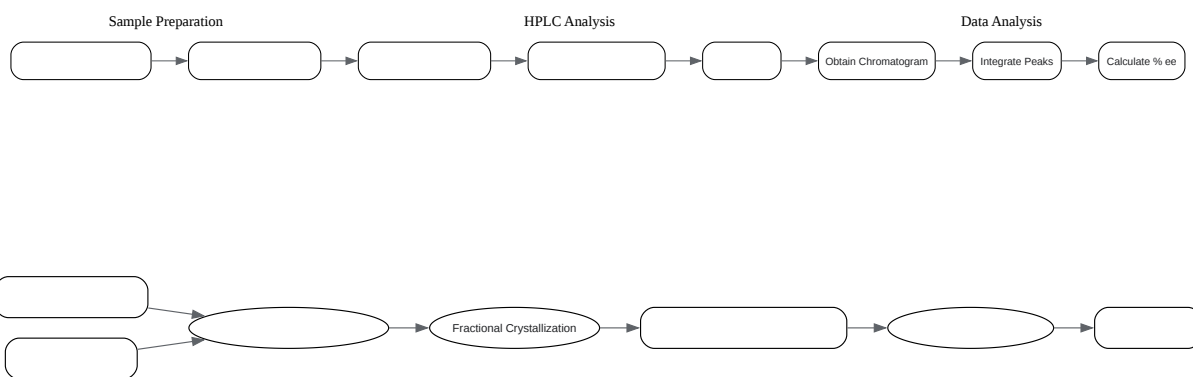 Sample Preparation
HPLC Analysis
Data Analysis
Obtain Chromatogram
Integrate Peaks
Calculate % ee
Fractional Crystallization